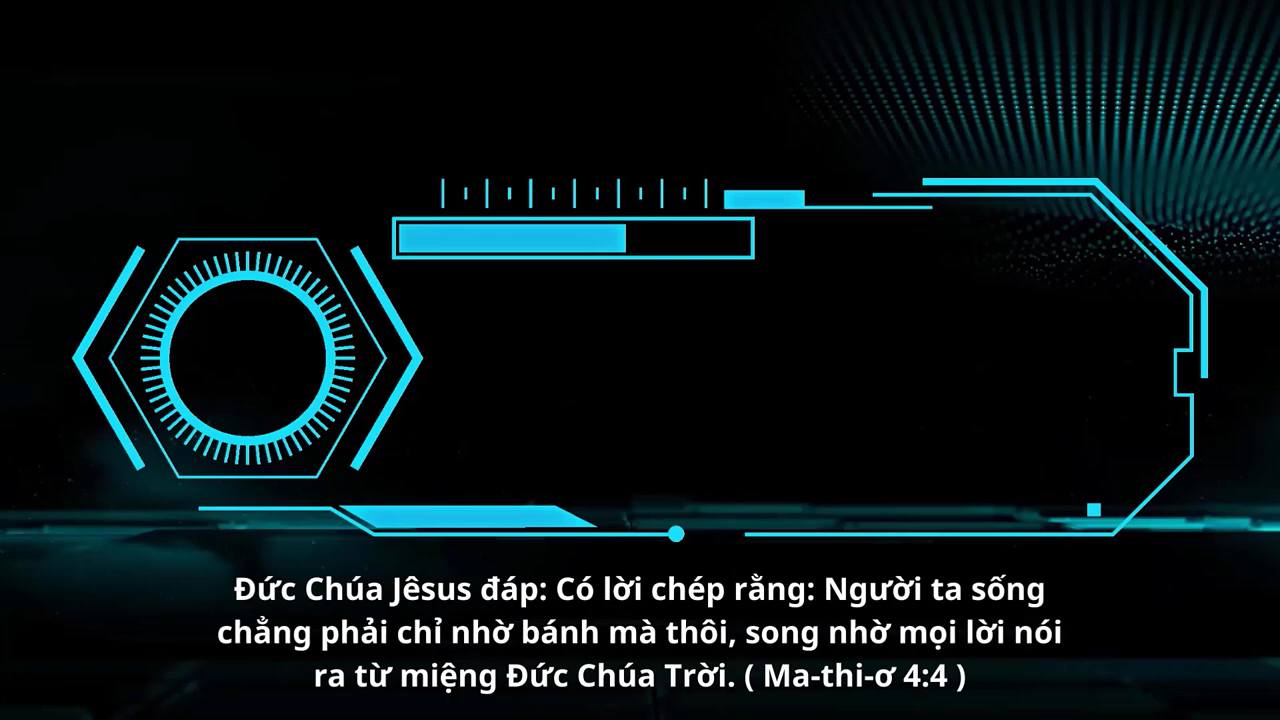 Đức Chúa Jêsus đáp: Có lời chép rằng: Người ta sống
chẳng phải chỉ nhờ bánh mà thôi, song nhờ mọi lời nói
ra từ miệng Đức Chúa Trời. ( Ma-thi-ơ 4:4 )